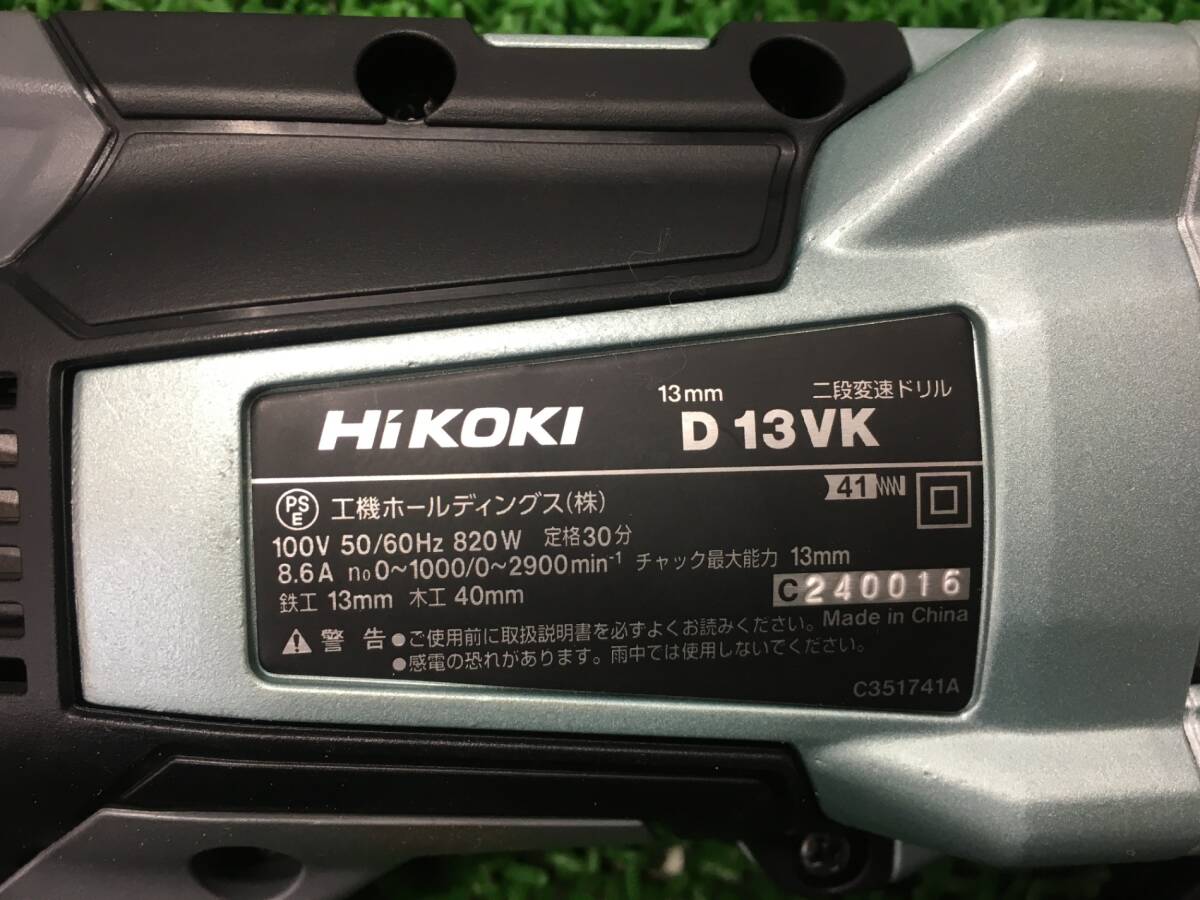 13mm 二段変速ドリル
HiKOKI D 13VK
41
PS E 工機ホールディングス(株)
100V 50/60Hz 820W 定格30分
8.6A n₀0~1000/0~2900min⁻¹ チャック最大能力 13mm
鉄工 13mm 木工 40mm
C240016
Made in China
警告 ●ご使用前に取扱説明書を必ずよくお読みください。
●感電の恐れがあります。雨中では使用しないでください。
C351741A